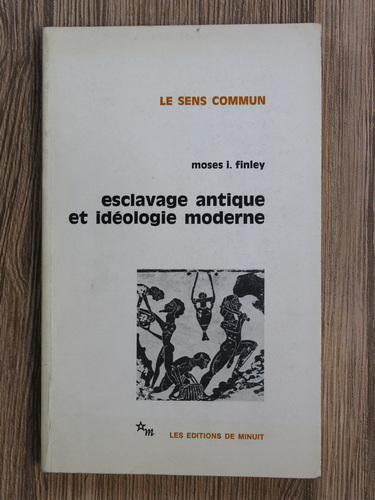 LE SENS COMMUN
moses i. finley
esclavage antique
et idéologie moderne
m
LES EDITIONS DE MINUIT